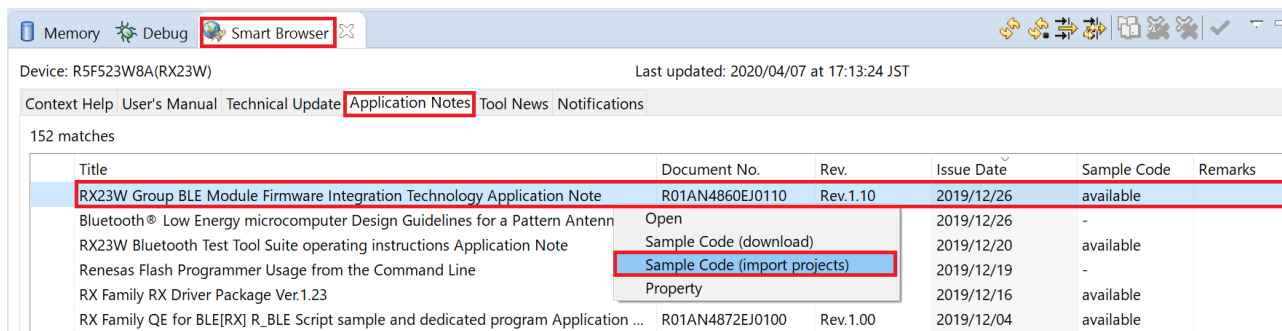 Memory Debug Smart Browser
Device: R5F523W8A(RX23W) Last updated: 2020/04/07 at 17:13:24 JST
Context Help User's Manual Technical Update Application Notes Tool News Notifications
152 matches
Title Document No. Rev. Issue Date Sample Code Remarks
RX23W Group BLE Module Firmware Integration Technology Application Note R01AN4860EJ0110 Rev.1.10 2019/12/26 available
Bluetooth® Low Energy microcomputer Design Guidelines for a Pattern Antenn Open 2019/12/26 -
RX23W Bluetooth Test Tool Suite operating instructions Application Note Sample Code (download) 2019/12/20 available
Renesas Flash Programmer Usage from the Command Line Sample Code (import projects) 2019/12/19 -
RX Family RX Driver Package Ver.1.23 Property 2019/12/16 available
RX Family QE for BLE[RX] R_BLE Script sample and dedicated program Application ... R01AN4872EJ0100 Rev.1.00 2019/12/04 available